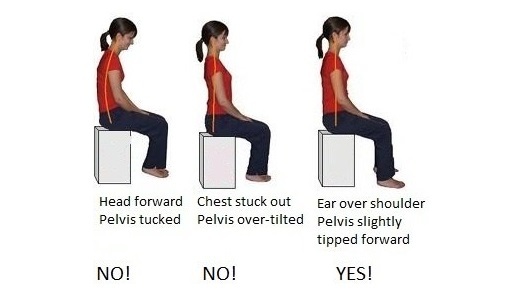 Head forward
Pelvis tucked
Chest stuck out
Pelvis over-tilted
Ear over shoulder
Pelvis slightly
tipped forward
NO!
NO!
YES!